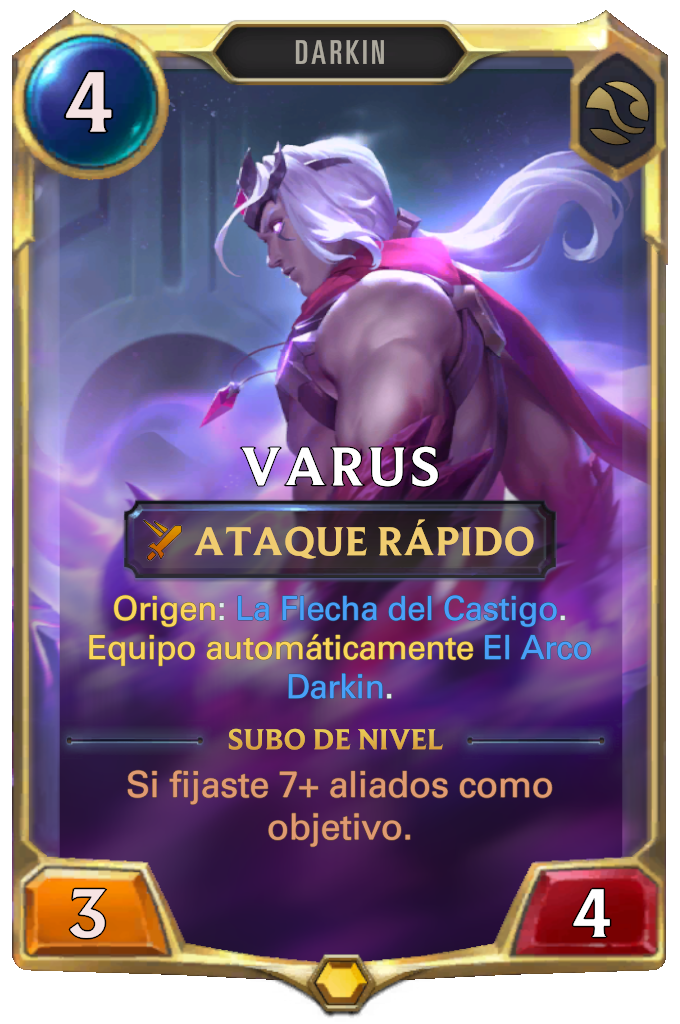 DARKIN
4
VARUS
ATAQUE RÁPIDO
Origen: La Flecha del Castigo.
Equipo automáticamente El Arco
Darkin.
SUBO DE NIVEL
Si fijaste 7+ aliados como
objetivo.
3
4